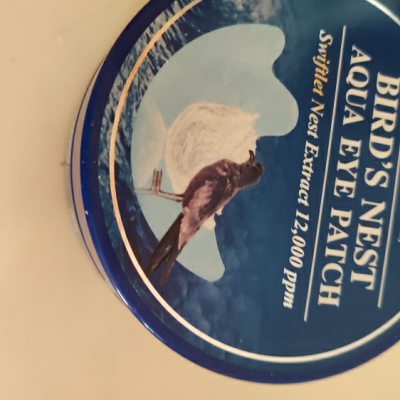 BIRD'S NEST
AQUA EYE PATCH
Swiftlet Nest Extract 12,000 ppm